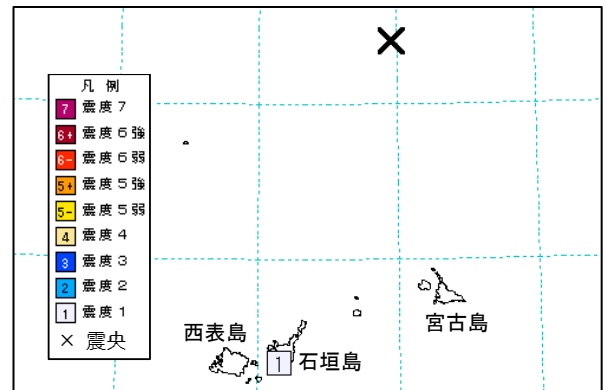 凡 例
7 震度７
6+ 震度６強
6- 震度６弱
5+ 震度５強
5- 震度５弱
4 震度４
3 震度３
2 震度２
1 震度１
× 震央
西表島
1 石垣島
宮古島